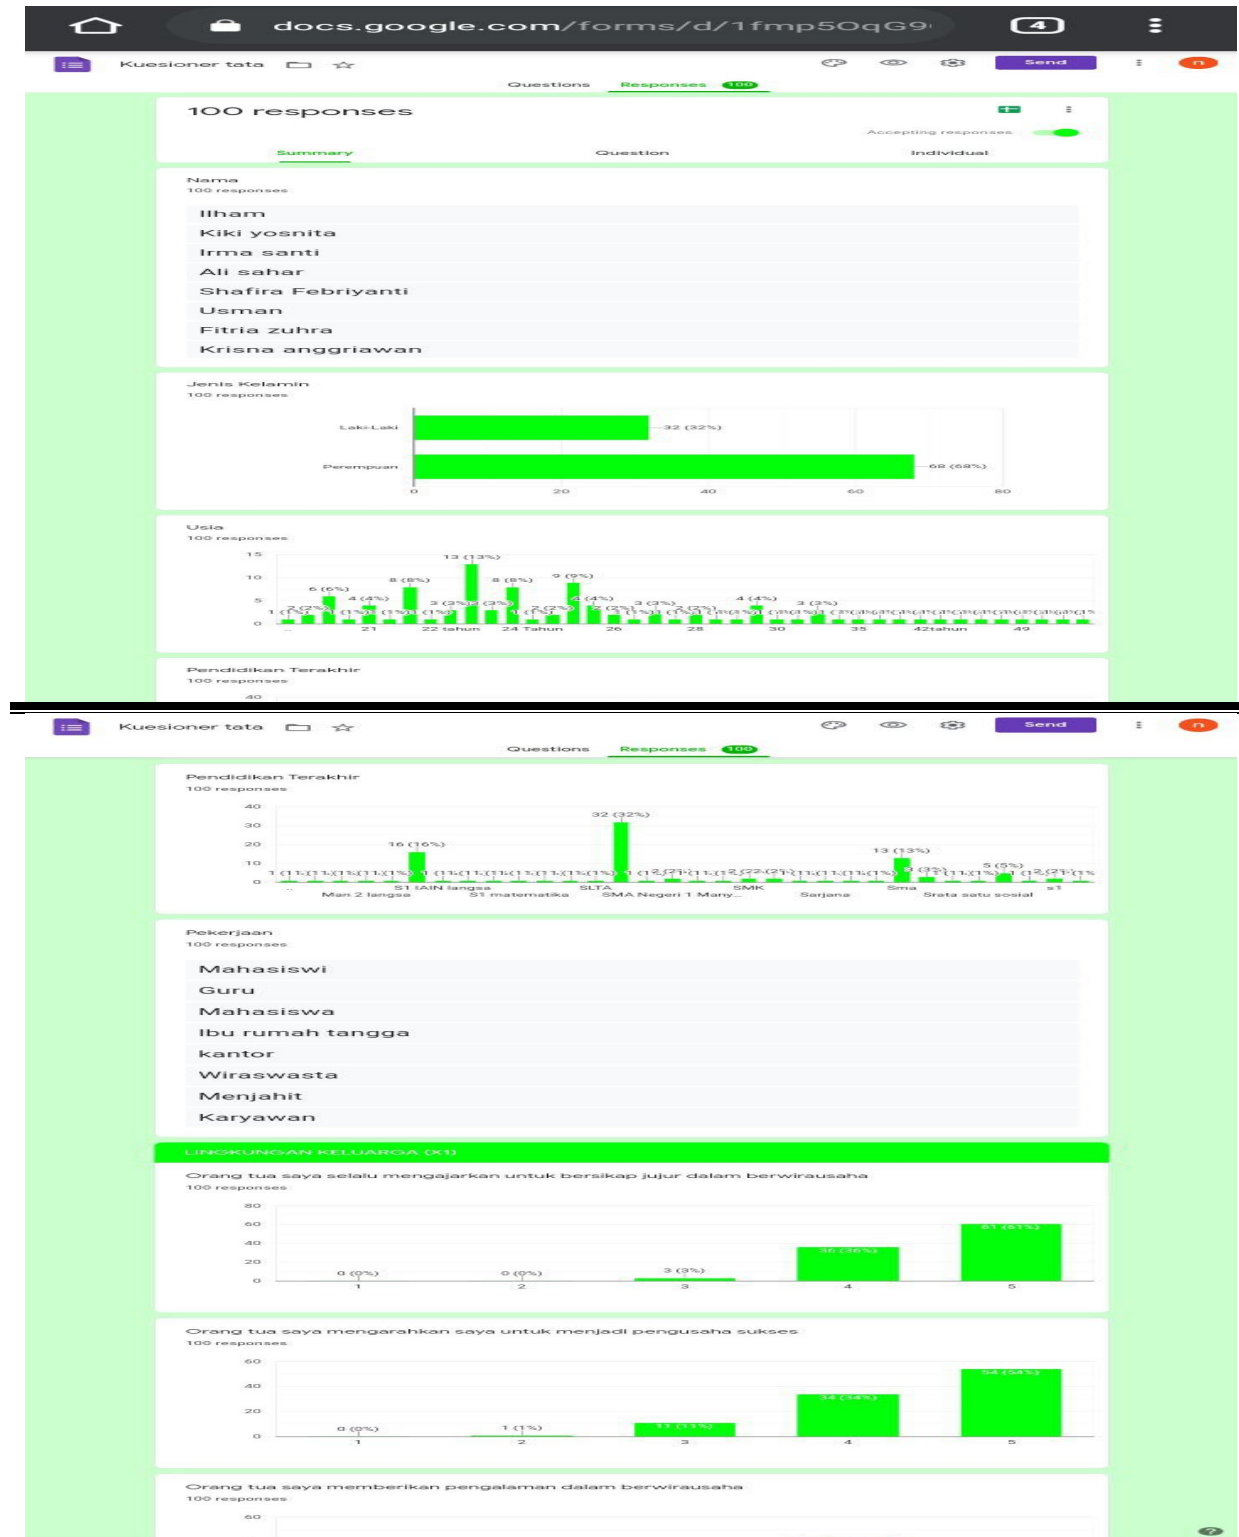 docs.google.com/forms/d/1fmp5OqG9
4
Kuesioner tata
Send
n
Questions Responses 100
100 responses
Accepting responses
Summary Question Individual
Nama
100 responses
Ilham
Kiki yosnita
Irma santi
Ali sahar
Shafira Febriyanti
Usman
Fitria zuhra
Krisna anggriawan
Jenis Kelamin
100 responses
Laki-Laki 32 (32%)
Perempuan 68 (68%)
0 20 40 60 80
Usia
100 responses
15
13 (13%)
10
9 (9%)
8 (8%) 8 (8%)
6 (6%)
5
4 (4%) 4 (4%) 4 (4%)
0
21 22 tahun 24 Tahun 26 28 30 35 42tahun 49
Pendidikan Terakhir
100 responses
40
Kuesioner tata
Send
n
Questions Responses 100
Pendidikan Terakhir
100 responses
40
32 (32%)
30
20
16 (16%) 13 (13%)
10
5 (5%)
0
S1 IAIN langsa SLTA SMK Sma s1
Man 2 langsa S1 matematika SMA Negeri 1 Many... Sarjana Srata satu sosial
Pekerjaan
100 responses
Mahasiswi
Guru
Mahasiswa
Ibu rumah tangga
kantor
Wiraswasta
Menjahit
Karyawan
LINGKUNGAN KELUARGA (X1)
Orang tua saya selalu mengajarkan untuk bersikap jujur dalam berwirausaha
100 responses
80
60
40
20
0
0 (0%) 0 (0%) 3 (3%) 36 (36%) 61 (61%)
1 2 3 4 5
Orang tua saya mengarahkan saya untuk menjadi pengusaha sukses
100 responses
60
40
20
0
0 (0%) 1 (1%) 11 (11%) 34 (34%) 54 (54%)
1 2 3 4 5
Orang tua saya memberikan pengalaman dalam berwirausaha
100 responses
60